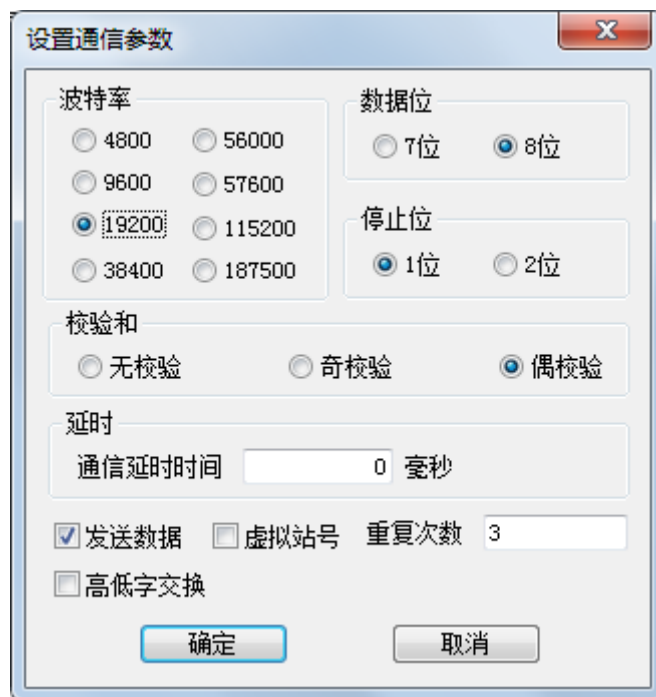 设置通信参数
波特率
4800 56000
9600 57600
19200 115200
38400 187500
数据位
7位 8位
停止位
1位 2位
校验和
无校验 奇校验 偶校验
延时
通信延时时间 0 毫秒
发送数据 虚拟站号 重复次数 3
高低字交换
确定 取消